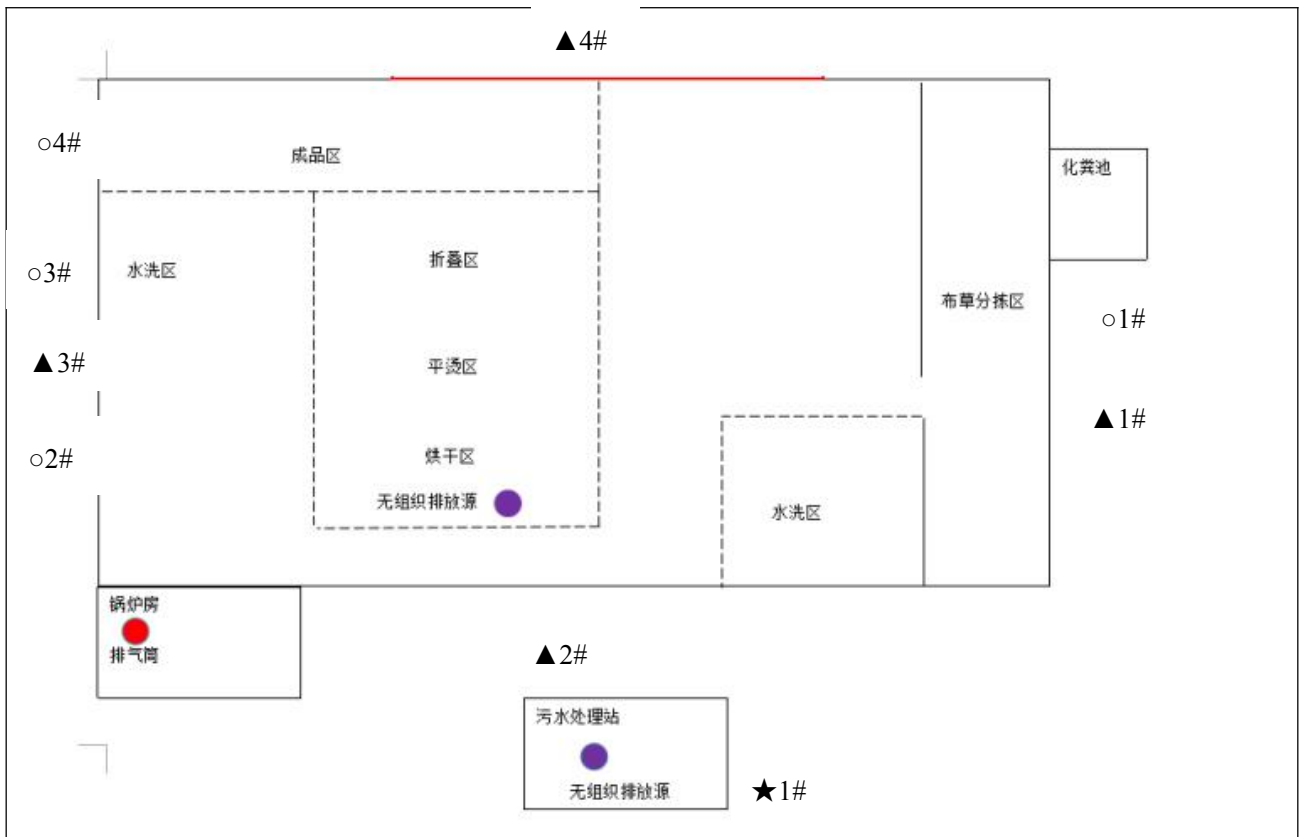 ▲4#
○4#
成品区
化粪池
○3#
水洗区
折叠区
布草分拣区
○1#
▲3#
平烫区
▲1#
○2#
烘干区
无组织排放源
水洗区
锅炉房
排气筒
▲2#
污水处理站
无组织排放源
★1#